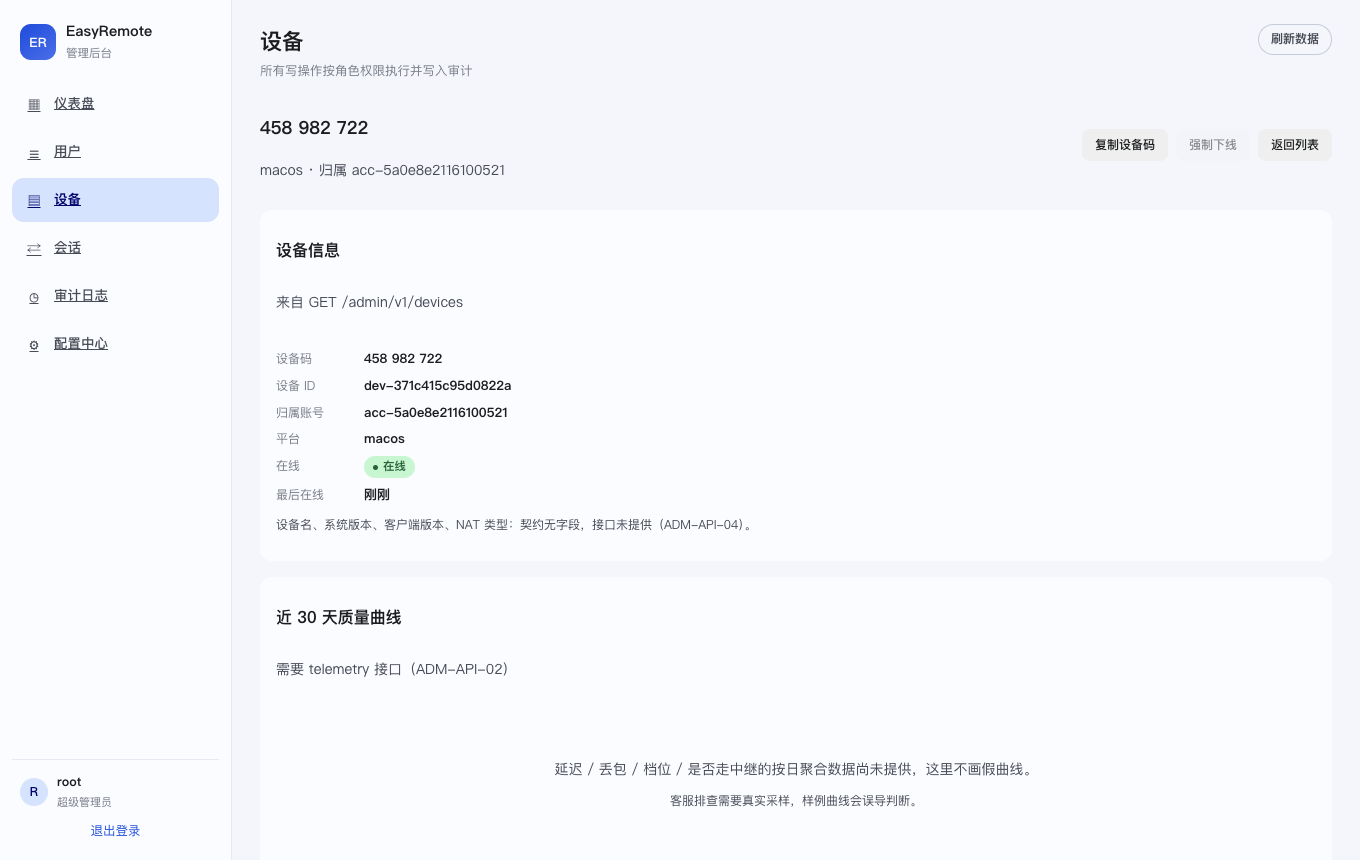 ER
EasyRemote
管理后台
仪表盘
用户
设备
会话
审计日志
配置中心
R
root
超级管理员
退出登录
设备
所有写操作按角色权限执行并写入审计
刷新数据
458 982 722
macos · 归属 acc-5a0e8e2116100521
复制设备码
强制下线
返回列表
设备信息
来自 GET /admin/v1/devices
设备码 458 982 722
设备 ID dev-371c415c95d0822a
归属账号 acc-5a0e8e2116100521
平台 macos
在线 在线
最后在线 刚刚
设备名、系统版本、客户端版本、NAT 类型：契约无字段，接口未提供（ADM-API-04）。
近 30 天质量曲线
需要 telemetry 接口（ADM-API-02）
延迟 / 丢包 / 档位 / 是否走中继的按日聚合数据尚未提供，这里不画假曲线。
客服排查需要真实采样，样例曲线会误导判断。